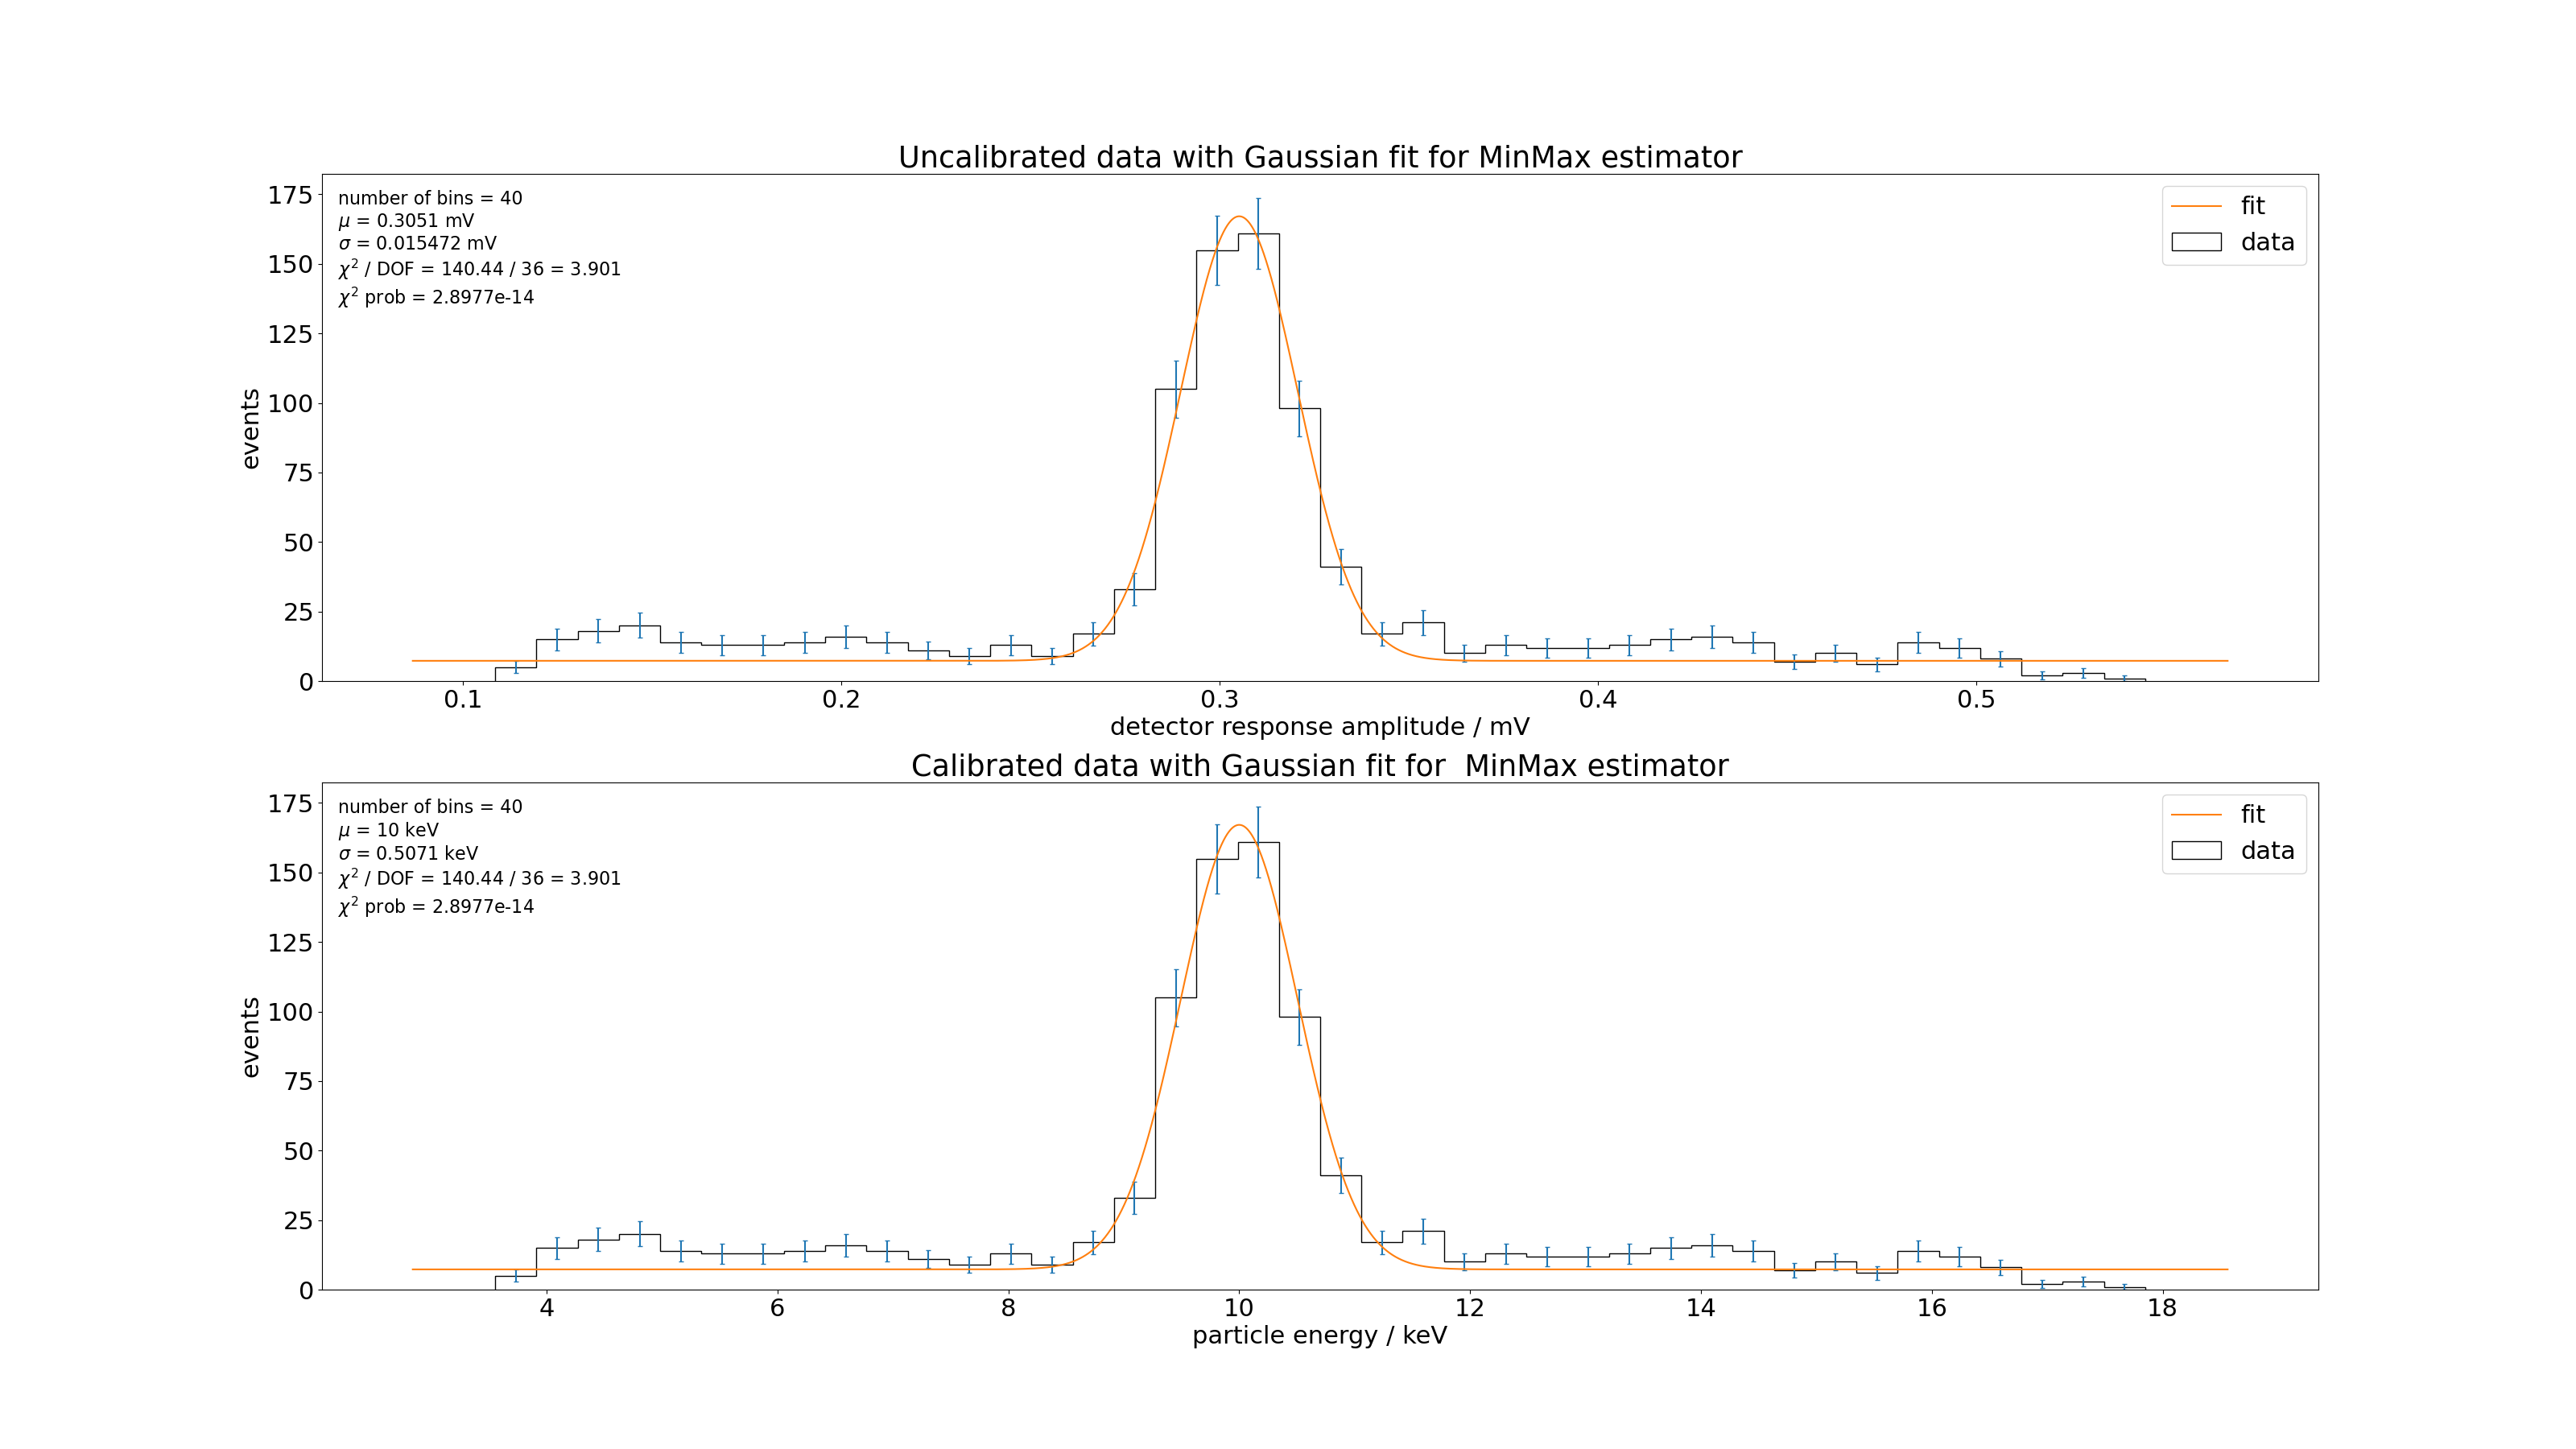 Uncalibrated data with Gaussian fit for MinMax estimator
number of bins = 40
μ = 0.3051 mV
σ = 0.015472 mV
χ² / DOF = 140.44 / 36 = 3.901
χ² prob = 2.8977e-14
fit
data
175
150
125
100
75
50
25
0
events
0.1 0.2 0.3 0.4 0.5
detector response amplitude / mV
Calibrated data with Gaussian fit for  MinMax estimator
number of bins = 40
μ = 10 keV
σ = 0.5071 keV
χ² / DOF = 140.44 / 36 = 3.901
χ² prob = 2.8977e-14
fit
data
175
150
125
100
75
50
25
0
events
4 6 8 10 12 14 16 18
particle energy / keV